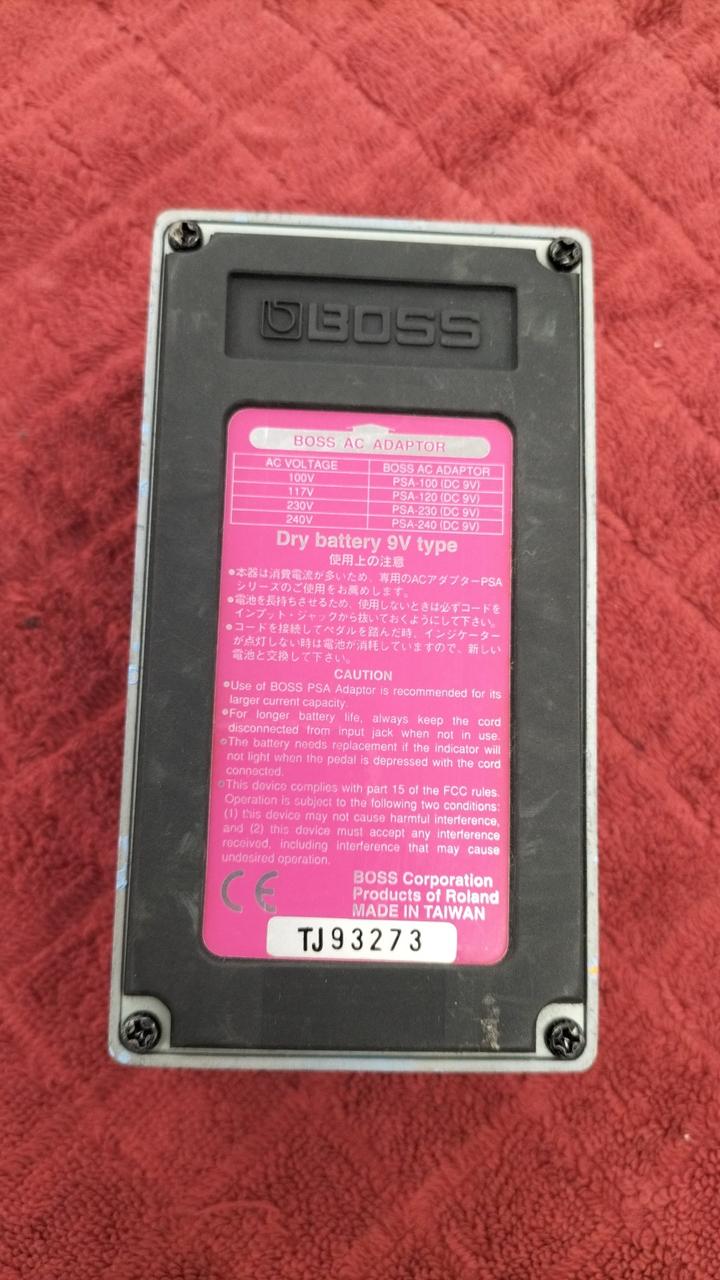 BOSS
BOSS AC ADAPTOR
AC VOLTAGE BOSS AC ADAPTOR
100V PSA-100 (DC 9V)
117V PSA-120 (DC 9V)
230V PSA-230 (DC 9V)
240V PSA-240 (DC 9V)
Dry battery 9V type
使用上の注意
●本器は消費電流が多いため、専用のACアダプターPSA
シリーズのご使用をお薦めします。
●電池を長持ちさせるため、使用しないときは必ずコードを
インプット・ジャックから抜いておくようにして下さい。
●コードを接続してペダルを踏んだ時、インジケーター
が点灯しない時は電池が消耗していますので、新しい
電池と交換して下さい。
CAUTION
●Use of BOSS PSA Adaptor is recommended for its
larger current capacity.
●For longer battery life, always keep the cord
disconnected from input jack when not in use.
●The battery needs replacement if the indicator will
not light when the pedal is depressed with the cord
connected.
●This device complies with part 15 of the FCC rules.
Operation is subject to the following two conditions:
(1) this device may not cause harmful interference,
and (2) this device must accept any interference
received, including interference that may cause
undesired operation.
CE
BOSS Corporation
Products of Roland
MADE IN TAIWAN
TJ93273